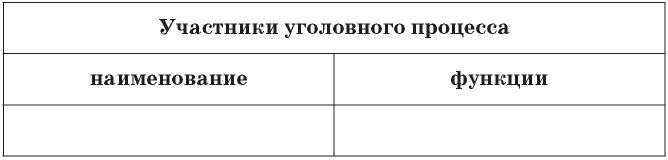 Участники уголовного процесса
наименование функции